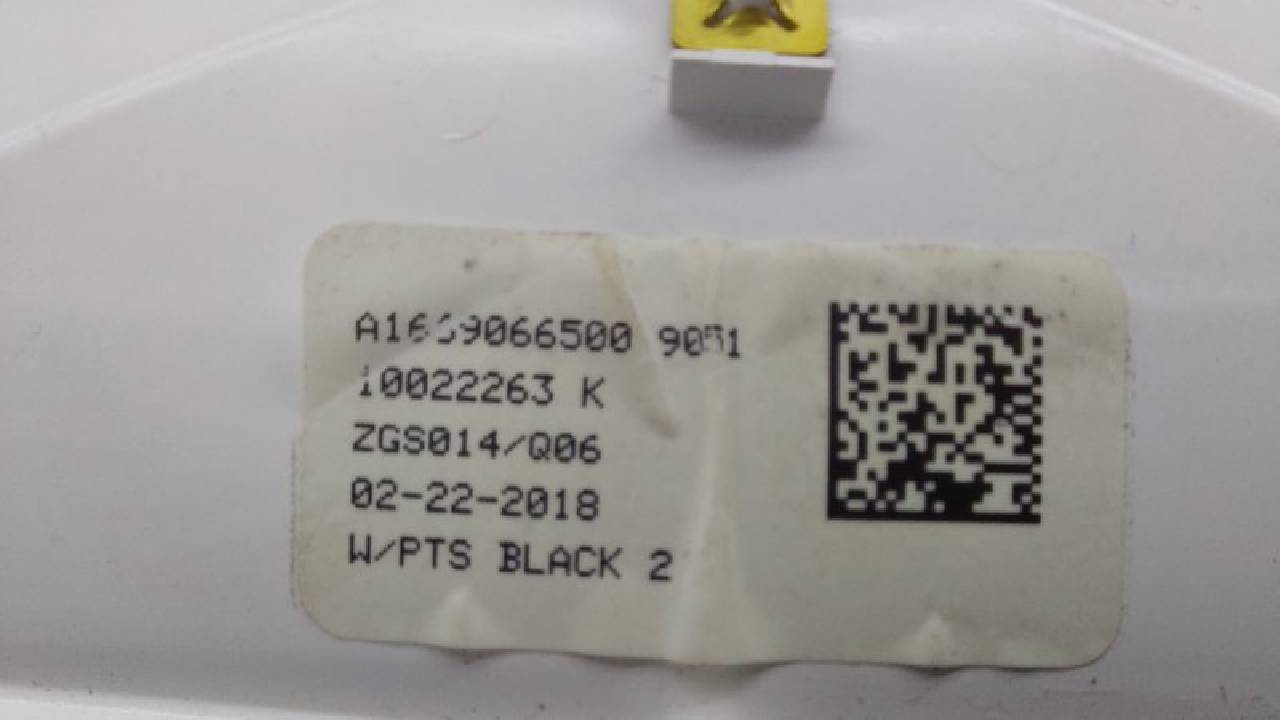 A1669066500 9051
10022263 K
ZGS014/Q06
02-22-2018
W/PTS BLACK 2